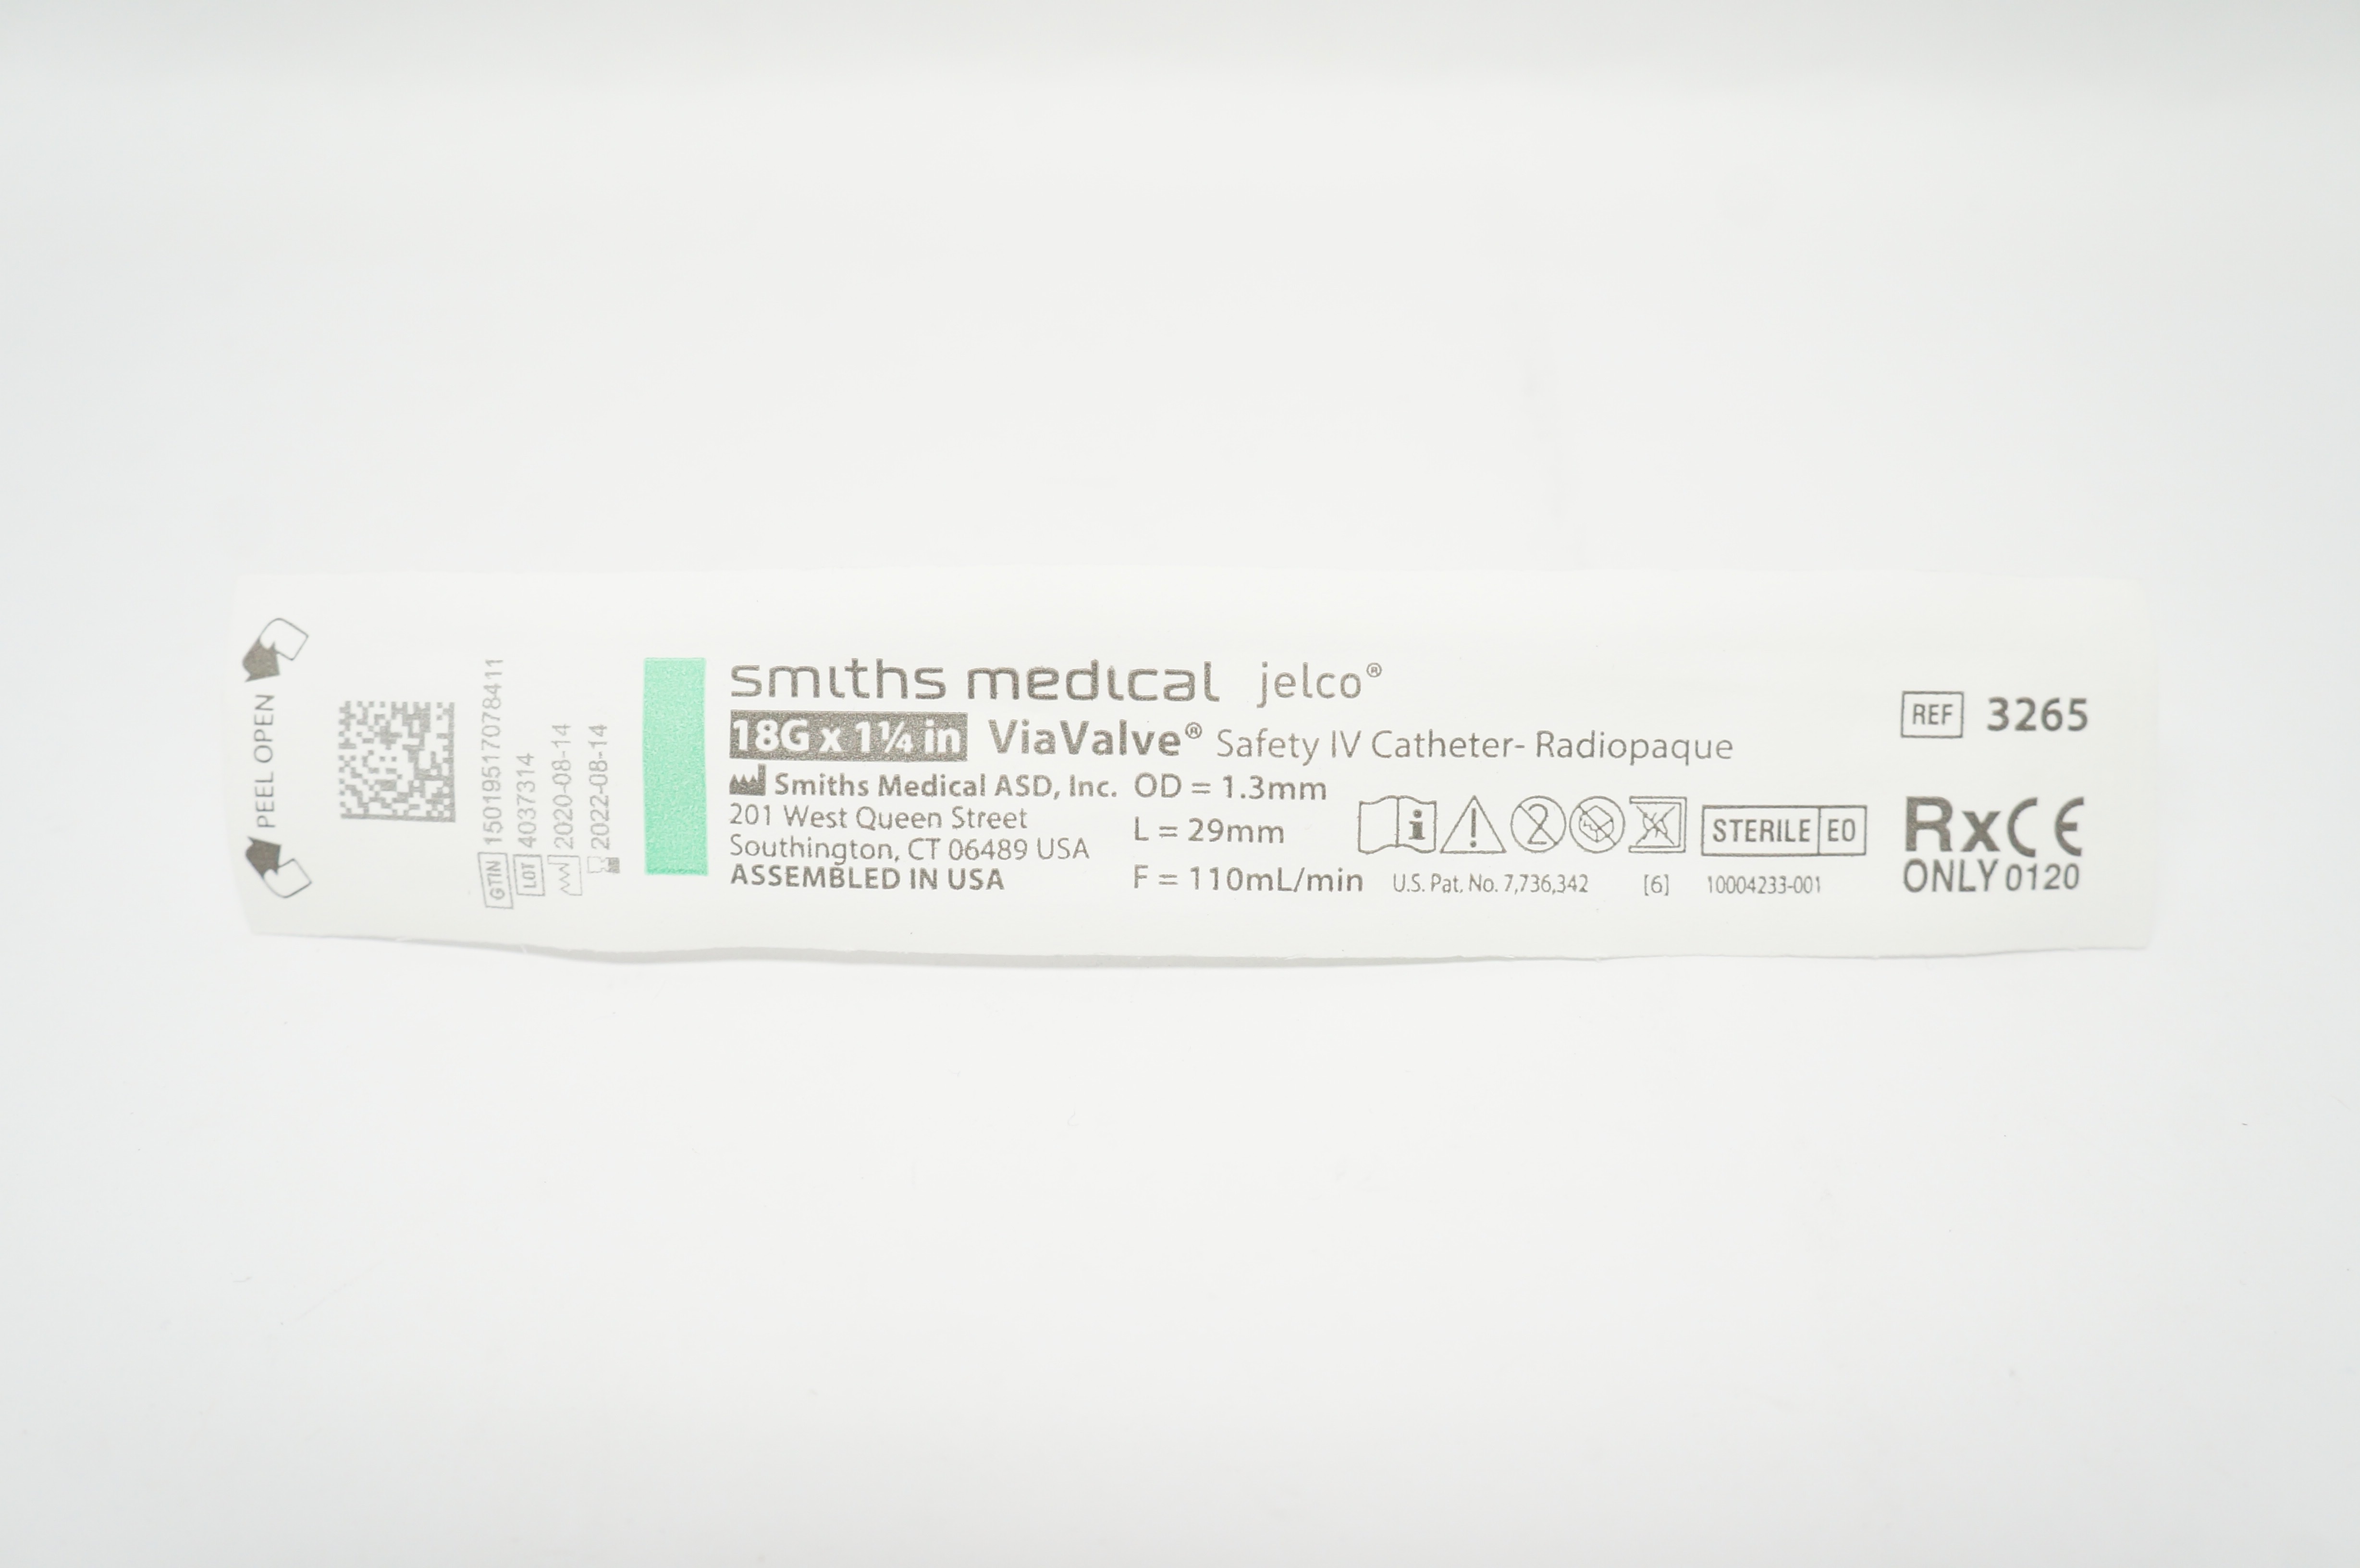 PEEL OPEN
GTIN 15019517078411
LOT 4037314
2020-08-14
2022-08-14
smiths medical jelco®
18G x 1¼ in ViaValve® Safety IV Catheter- Radiopaque
Smiths Medical ASD, Inc.
201 West Queen Street
Southington, CT 06489 USA
ASSEMBLED IN USA
OD = 1.3mm
L = 29mm
F = 110mL/min
i ! 2
STERILE EO
U.S. Pat. No. 7,736,342 [6] 10004233-001
REF 3265
Rx CE
ONLY 0120